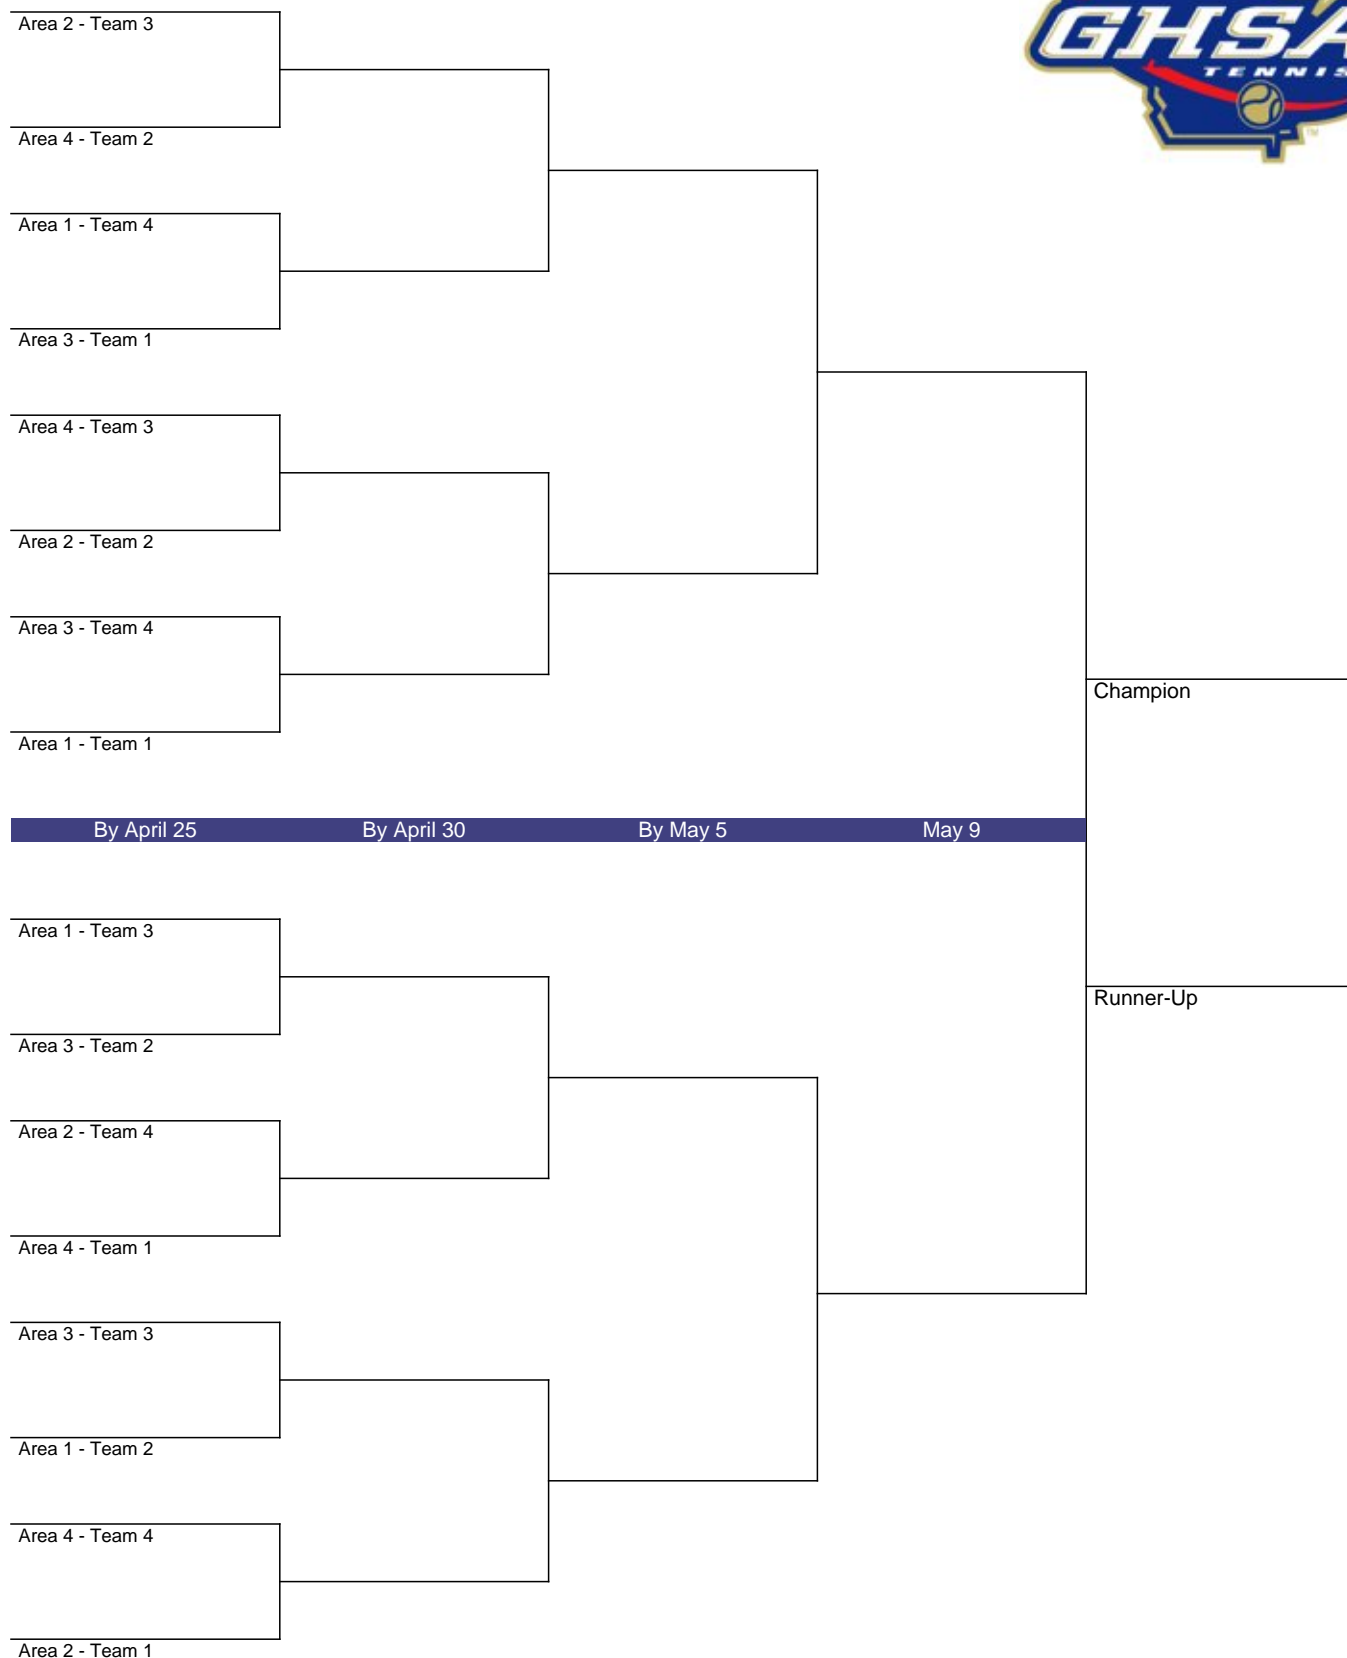 Area 2 - Team 3
GHSA
TENNIS
TM
Area 4 - Team 2
Area 1 - Team 4
Area 3 - Team 1
Area 4 - Team 3
Area 2 - Team 2
Area 3 - Team 4
Champion
Area 1 - Team 1
By April 25 By April 30 By May 5 May 9
Area 1 - Team 3
Runner-Up
Area 3 - Team 2
Area 2 - Team 4
Area 4 - Team 1
Area 3 - Team 3
Area 1 - Team 2
Area 4 - Team 4
Area 2 - Team 1